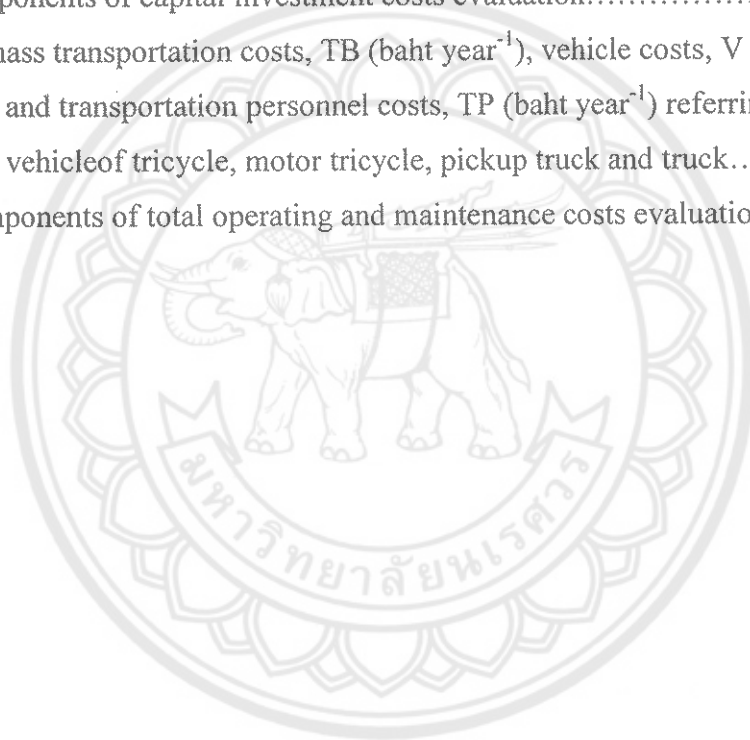 ponents of capital investment costs evaluation.................
mass transportation costs, TB (baht year⁻¹), vehicle costs, V
and transportation personnel costs, TP (baht year⁻¹) referrin
vehicleof tricycle, motor tricycle, pickup truck and truck...
ponents of total operating and maintenance costs evaluatio
มหาวิทยาลัยนเรศวร